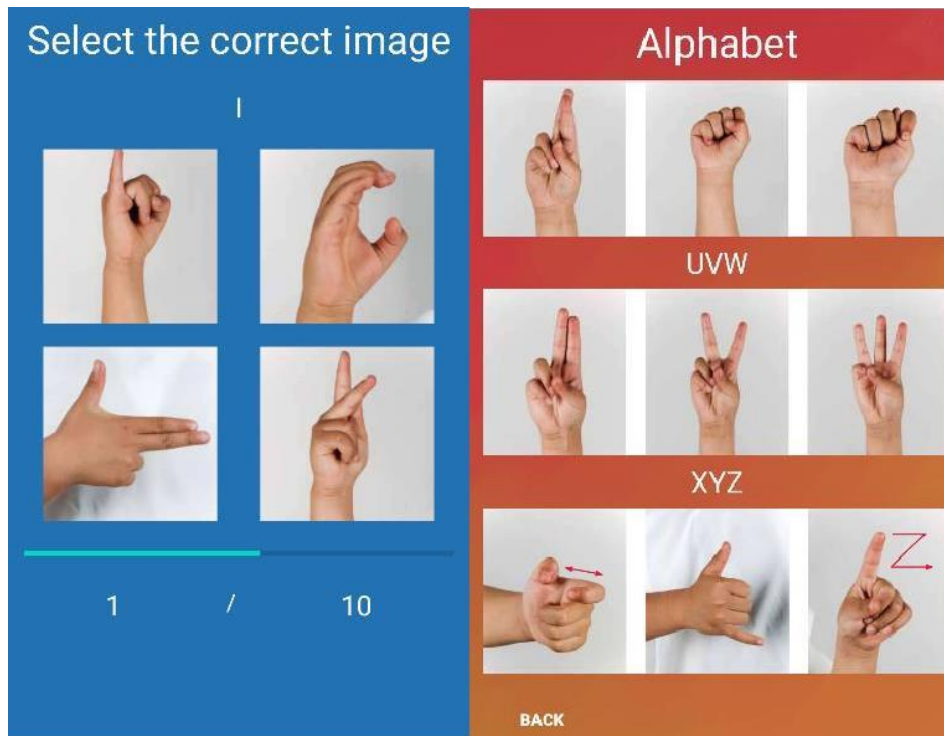 Select the correct image
I
1 / 10
Alphabet
UVW
XYZ
BACK